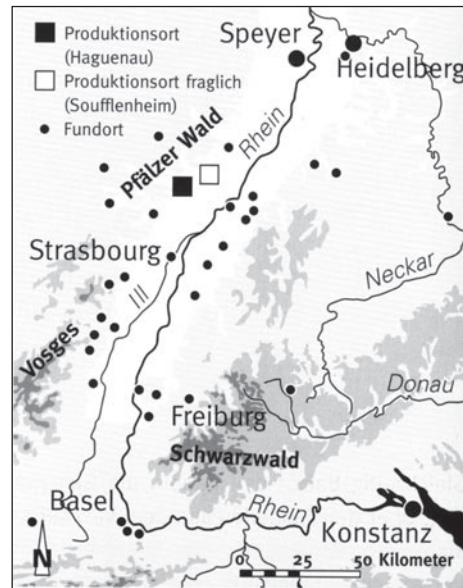 Produktionsort
(Haguenau)
Produktionsort fraglich
(Soufflenheim)
Fundort
Speyer
Heidelberg
Rhein
Pfälzer Wald
Strasbourg
Ill
Neckar
Vosges
Donau
Freiburg
Schwarzwald
Basel
Rhein
Konstanz
N
0 25 50 Kilometer